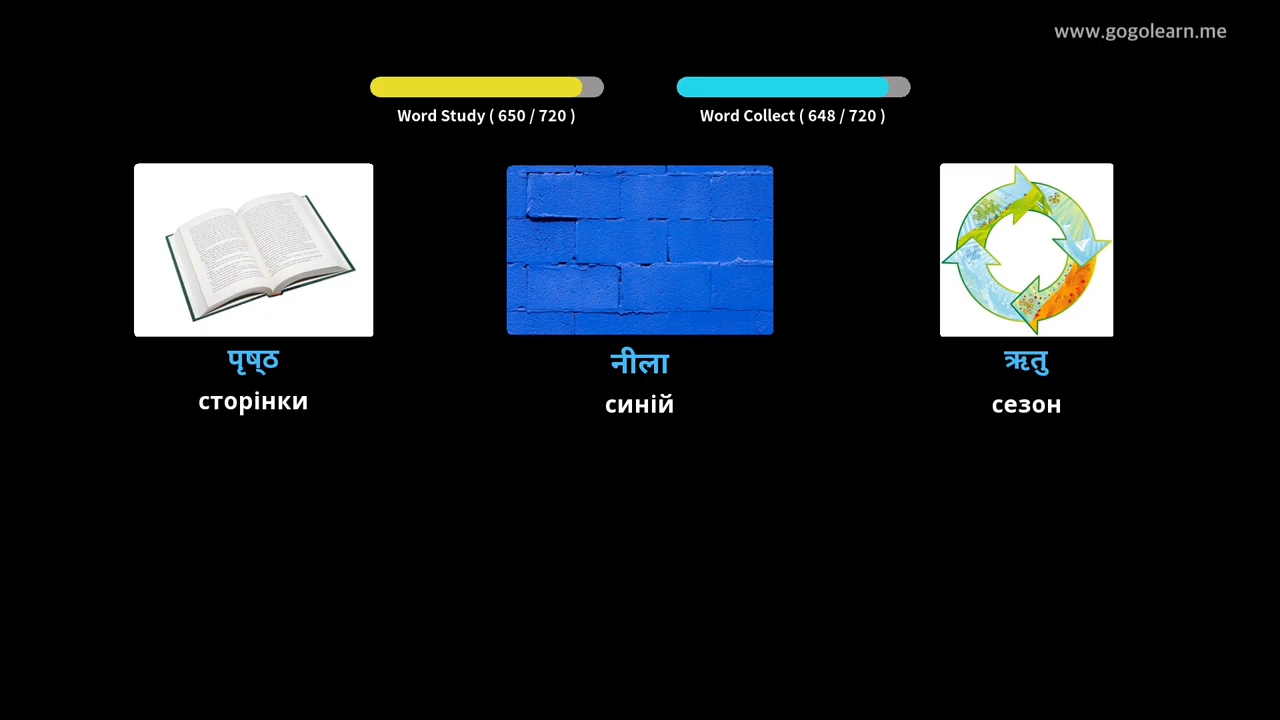 www.gogolearn.me
Word Study ( 650 / 720 )
Word Collect ( 648 / 720 )
पृष्ठ
नीला
ऋतु
сторінки
синій
сезон